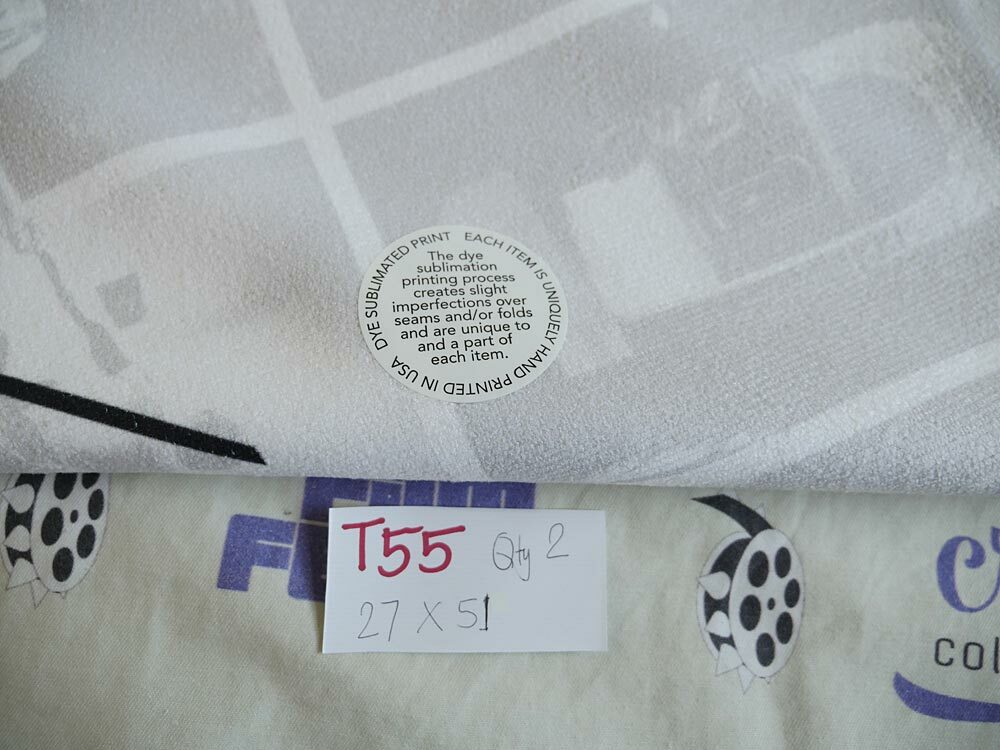 DYE SUBLIMATED PRINT EACH ITEM IS UNIQUELY HAND PRINTED IN USA
The dye
sublimation
printing process
creates slight
imperfections over
seams and/or folds
and are unique to
and a part of
each item.
FILM
T55 Qty 2
27 X 51